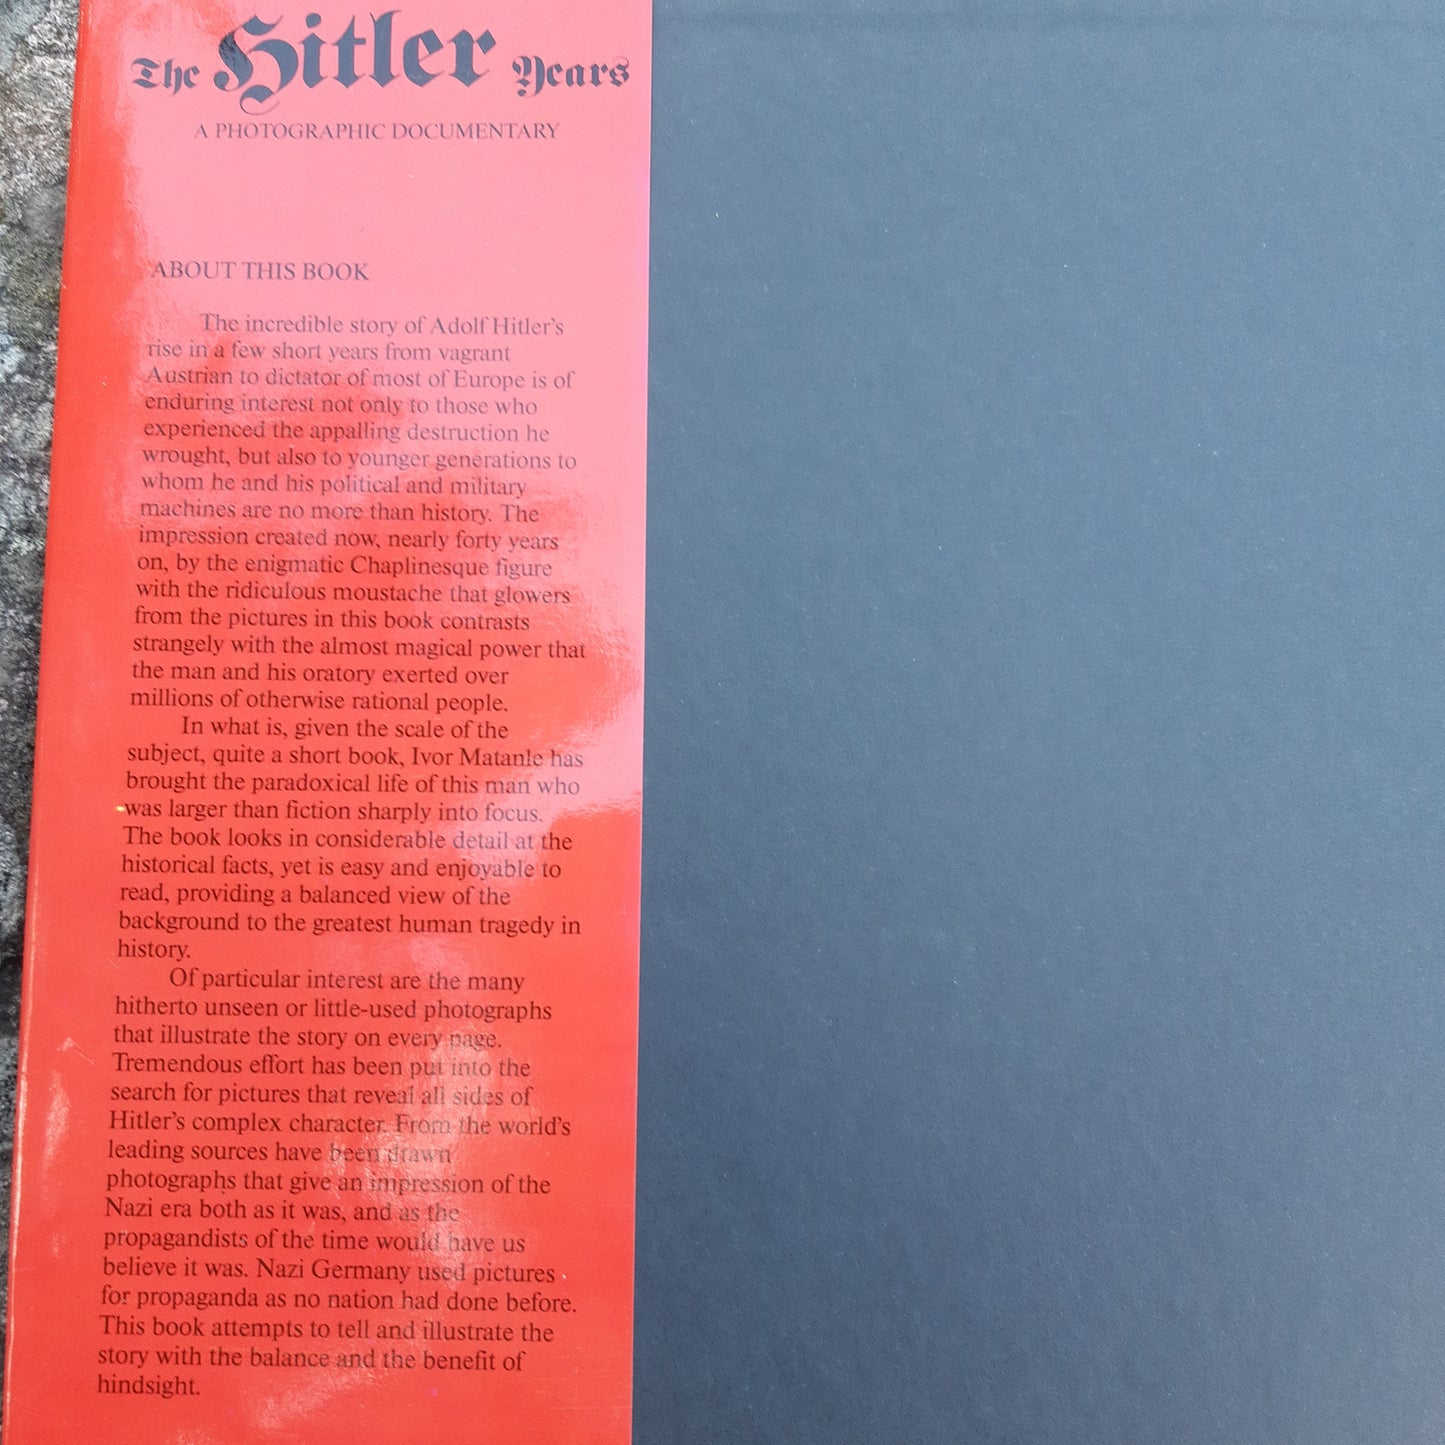 The Hitler Years
A PHOTOGRAPHIC DOCUMENTARY
ABOUT THIS BOOK
The incredible story of Adolf Hitler's
rise in a few short years from vagrant
Austrian to dictator of most of Europe is of
enduring interest not only to those who
experienced the appalling destruction he
wrought, but also to younger generations to
whom he and his political and military
machines are no more than history. The
impression created now, nearly forty years
on, by the enigmatic Chaplinesque figure
with the ridiculous moustache that glowers
from the pictures in this book contrasts
strangely with the almost magical power that
the man and his oratory exerted over
millions of otherwise rational people.
In what is, given the scale of the
subject, quite a short book, Ivor Matanle has
brought the paradoxical life of this man who
was larger than fiction sharply into focus.
The book looks in considerable detail at the
historical facts, yet is easy and enjoyable to
read, providing a balanced view of the
background to the greatest human tragedy in
history.
Of particular interest are the many
hitherto unseen or little-used photographs
that illustrate the story on every page.
Tremendous effort has been put into the
search for pictures that reveal all sides of
Hitler's complex character. From the world's
leading sources have been drawn
photographs that give an impression of the
Nazi era both as it was, and as the
propagandists of the time would have us
believe it was. Nazi Germany used pictures
for propaganda as no nation had done before.
This book attempts to tell and illustrate the
story with the balance and the benefit of
hindsight.